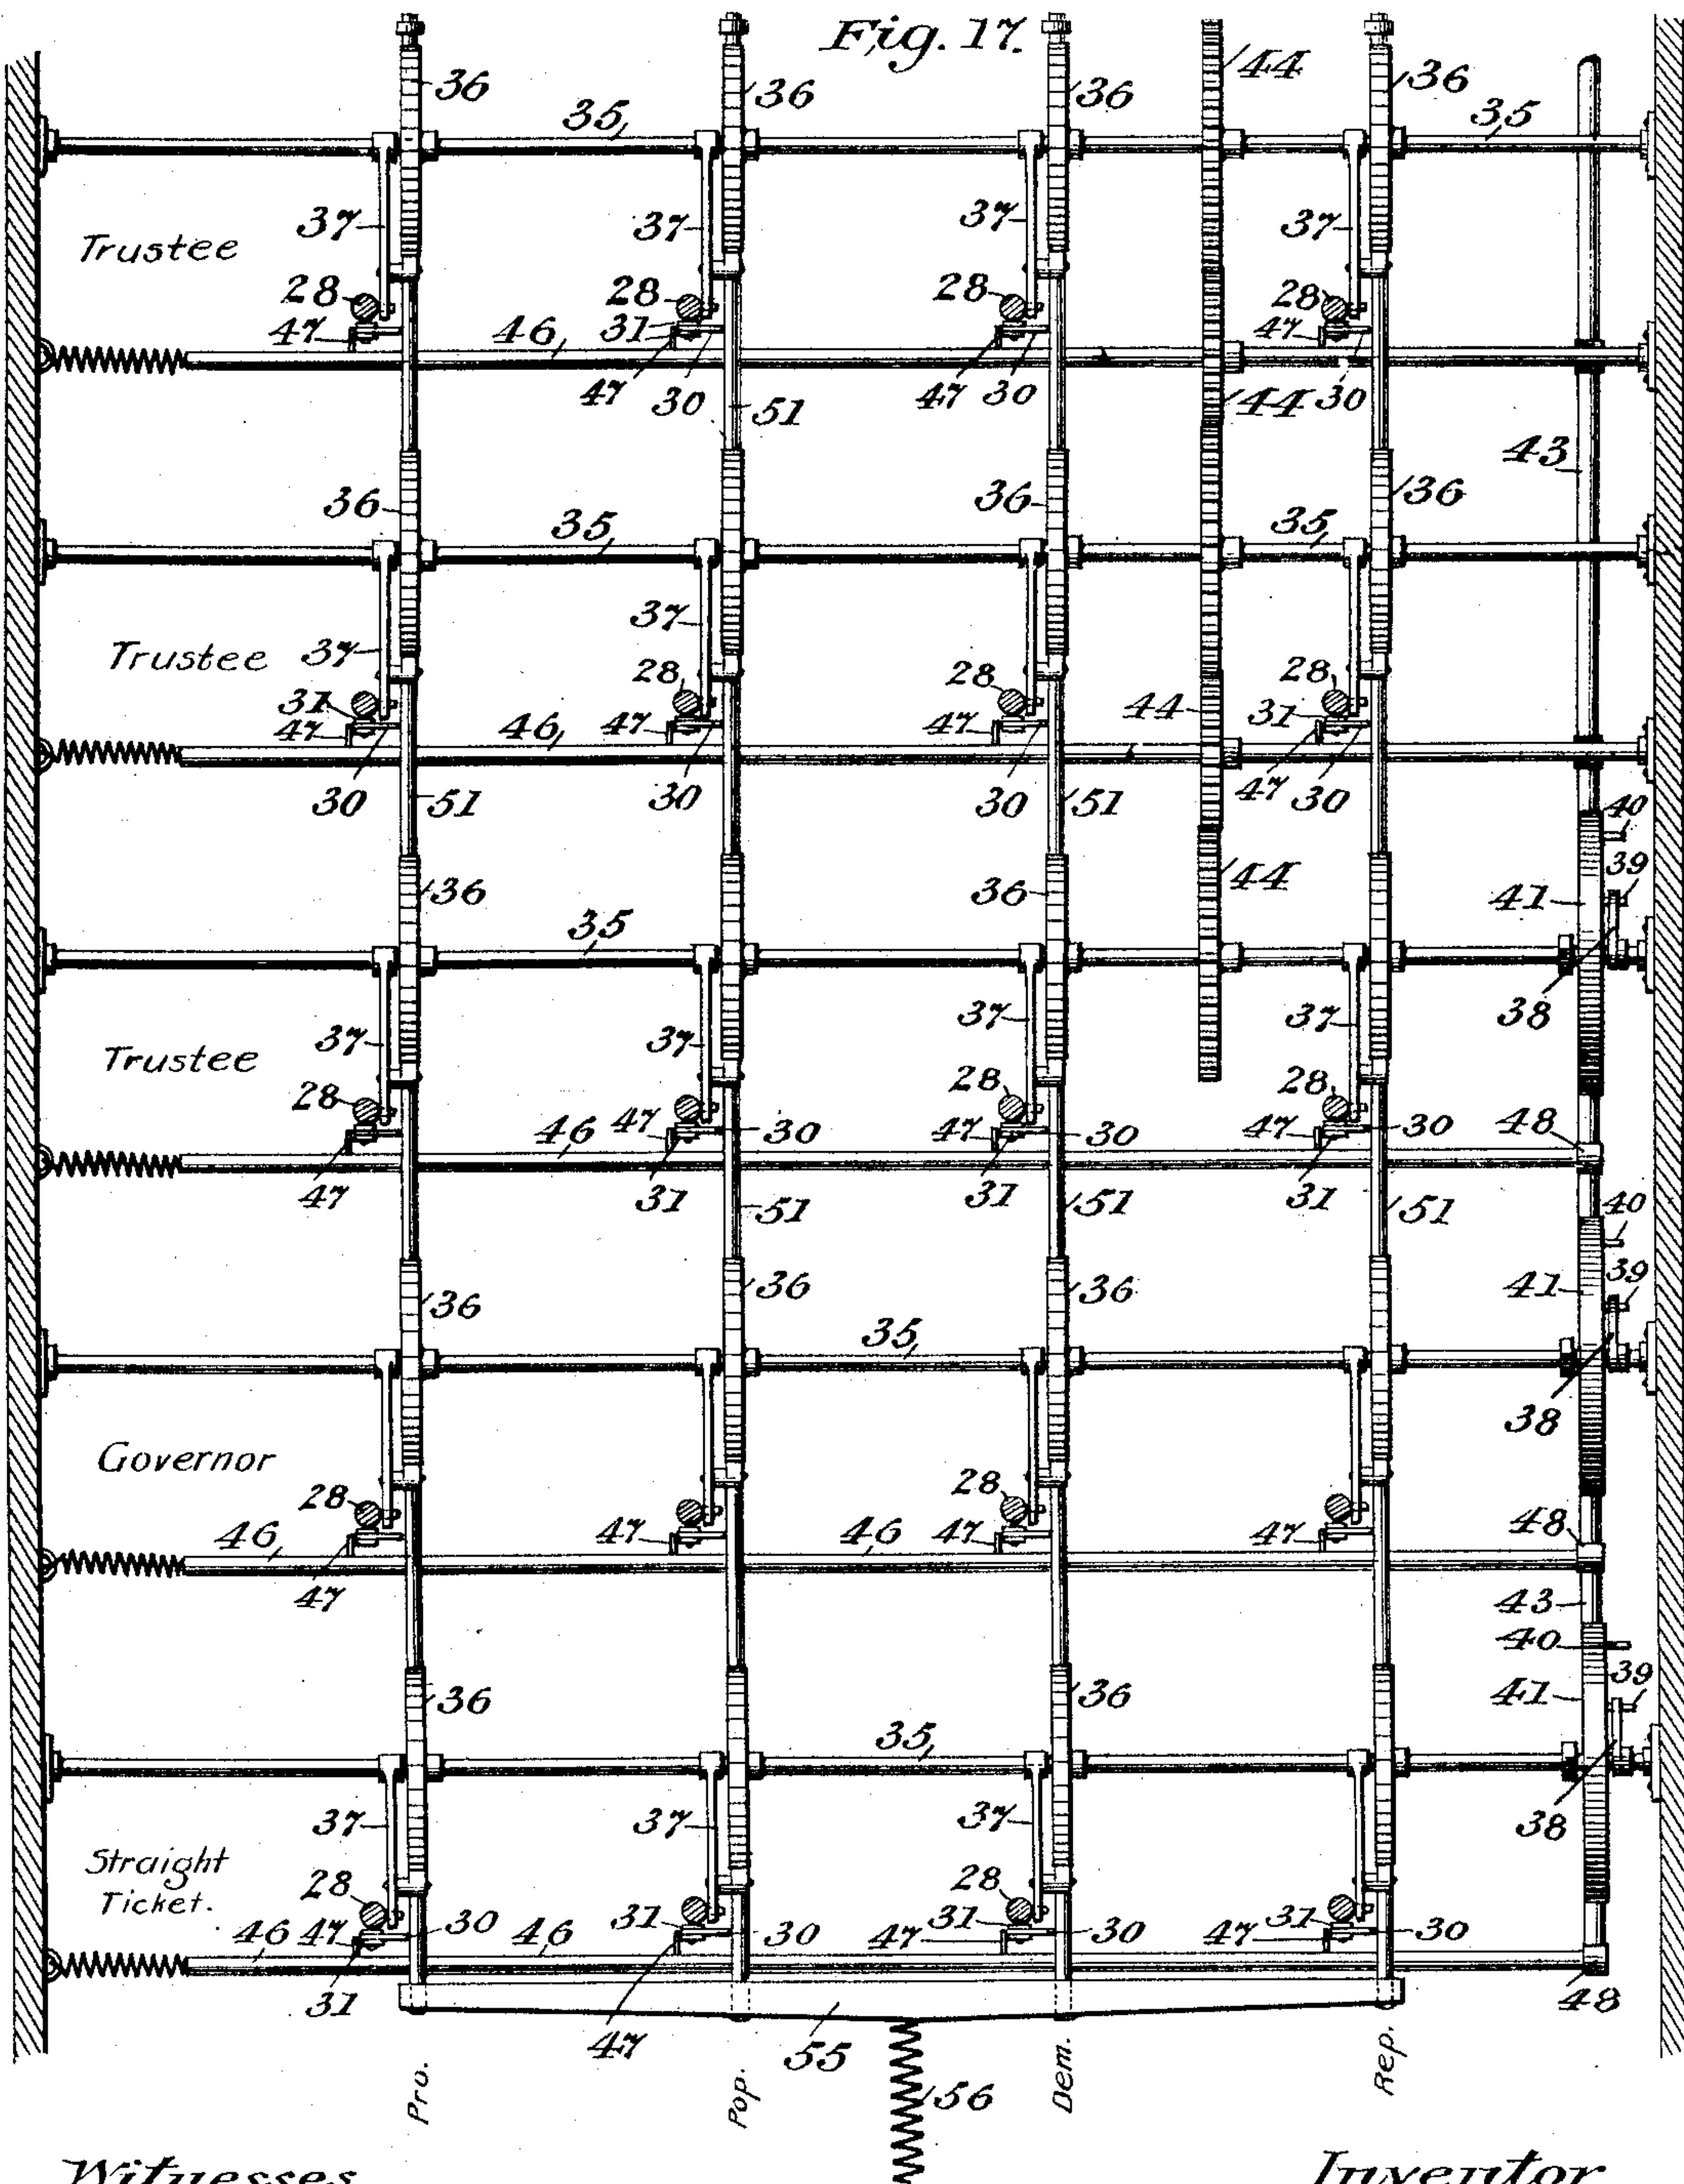 Fig. 17.
36 36 36 44 36
35 35
37 37 37 37
Trustee
28 28 28 28
47 31 46 47
47 30 47 30 44 30
51
43
36 36 36
35 35
37
Trustee 37
28 28 28
31 44 31
47 46 47 47
30 51 30 30 51 47 30
40
39
36 36 44 41
35
38
37 37 37 37
Trustee
28 28 28
47 46 47 30 47 30 47 30 48
31 31 31
51 51 51
40
39
36 36 36 41
35
38
Governor
28 28
46 47 46 47 47 48
47
43
40
39
36 36 41
35
38
37 37 37
Straight
Ticket.
28 28
46 47 30 46 31 30 47 31 30 47 31 30
31 47 55 48
56
Pro. Pop. Dem. Rep.
Witnesses Inventor